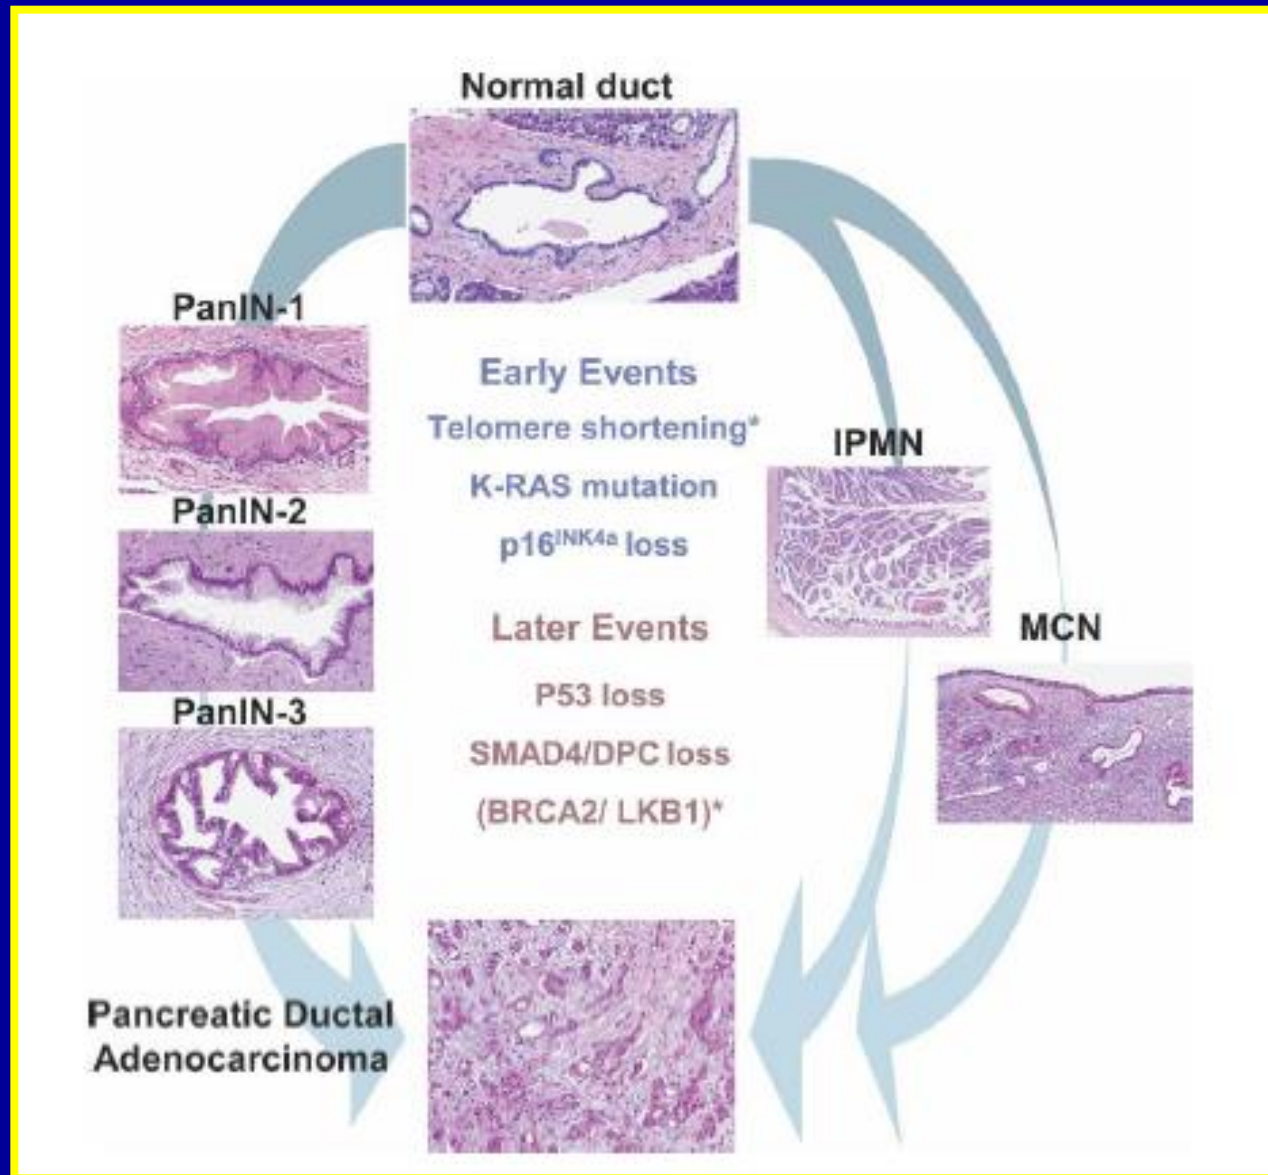 Normal duct
PanIN-1
Early Events
Telomere shortening*
IPMN
K-RAS mutation
PanIN-2
p16INK4a loss
Later Events
MCN
P53 loss
PanIN-3
SMAD4/DPC loss
(BRCA2/ LKB1)*
Pancreatic Ductal
Adenocarcinoma